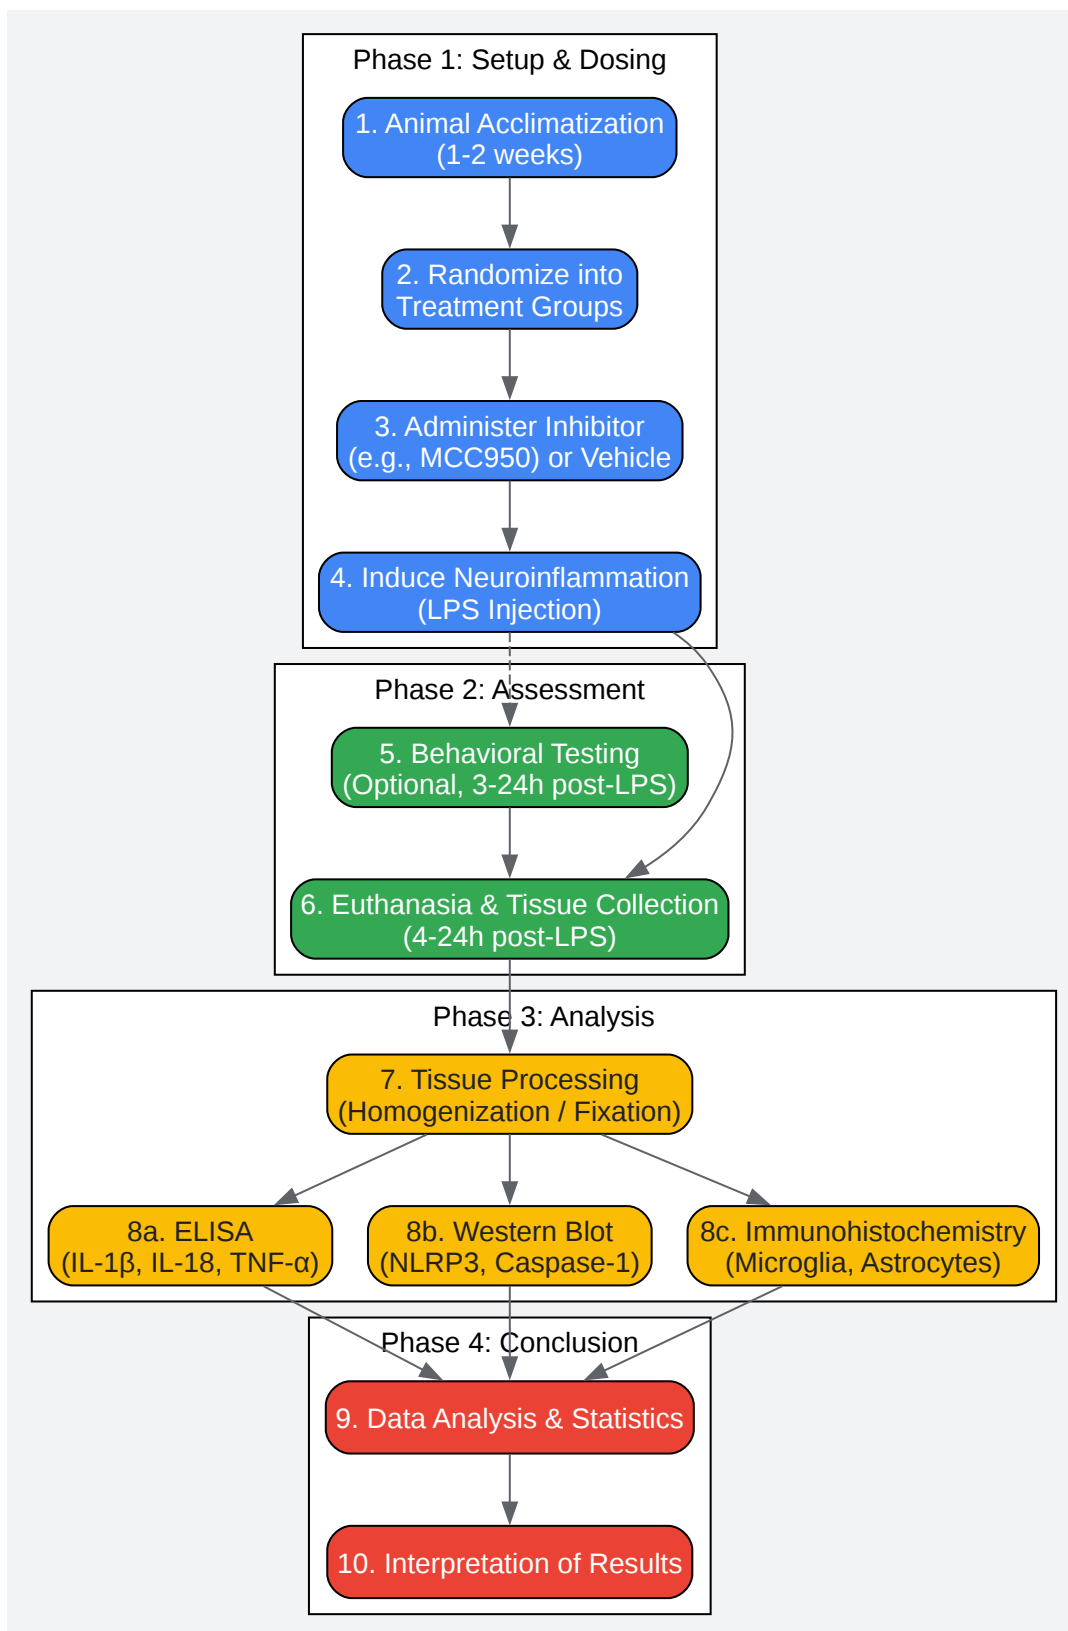 Phase 1: Setup & Dosing
1. Animal Acclimatization
(1-2 weeks)
2. Randomize into
Treatment Groups
3. Administer Inhibitor
(e.g., MCC950) or Vehicle
4. Induce Neuroinflammation
(LPS Injection)
Phase 2: Assessment
5. Behavioral Testing
(Optional, 3-24h post-LPS)
6. Euthanasia & Tissue Collection
(4-24h post-LPS)
Phase 3: Analysis
7. Tissue Processing
(Homogenization / Fixation)
8a. ELISA
(IL-1β, IL-18, TNF-α)
8b. Western Blot
(NLRP3, Caspase-1)
8c. Immunohistochemistry
(Microglia, Astrocytes)
Phase 4: Conclusion
9. Data Analysis & Statistics
10. Interpretation of Results